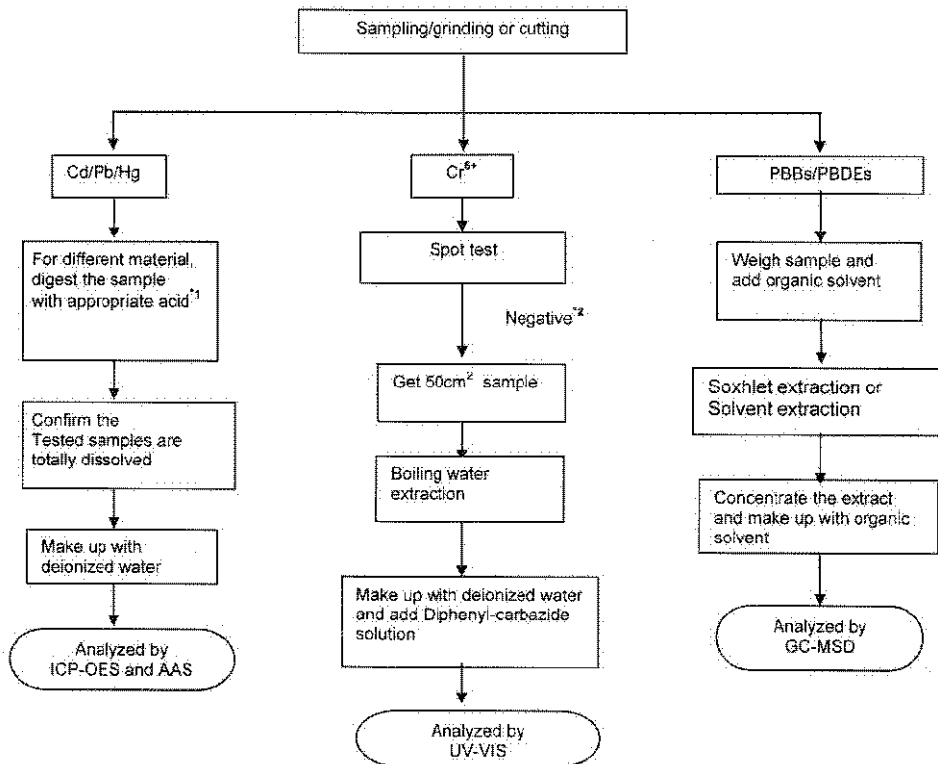 Sampling/grinding or cutting
Cd/Pb/Hg
For different material,
digest the sample
with appropriate acid*1
Confirm the
Tested samples are
totally dissolved
Make up with
deionized water
Analyzed by
ICP-OES and AAS
Cr6+
Spot test
Negative*2
Get 50cm2 sample
Boiling water
extraction
Make up with deionized water
and add Diphenyl-carbazide
solution
Analyzed by
UV-VIS
PBBs/PBDEs
Weigh sample and
add organic solvent
Soxhlet extraction or
Solvent extraction
Concentrate the extract
and make up with organic
solvent
Analyzed by
GC-MSD